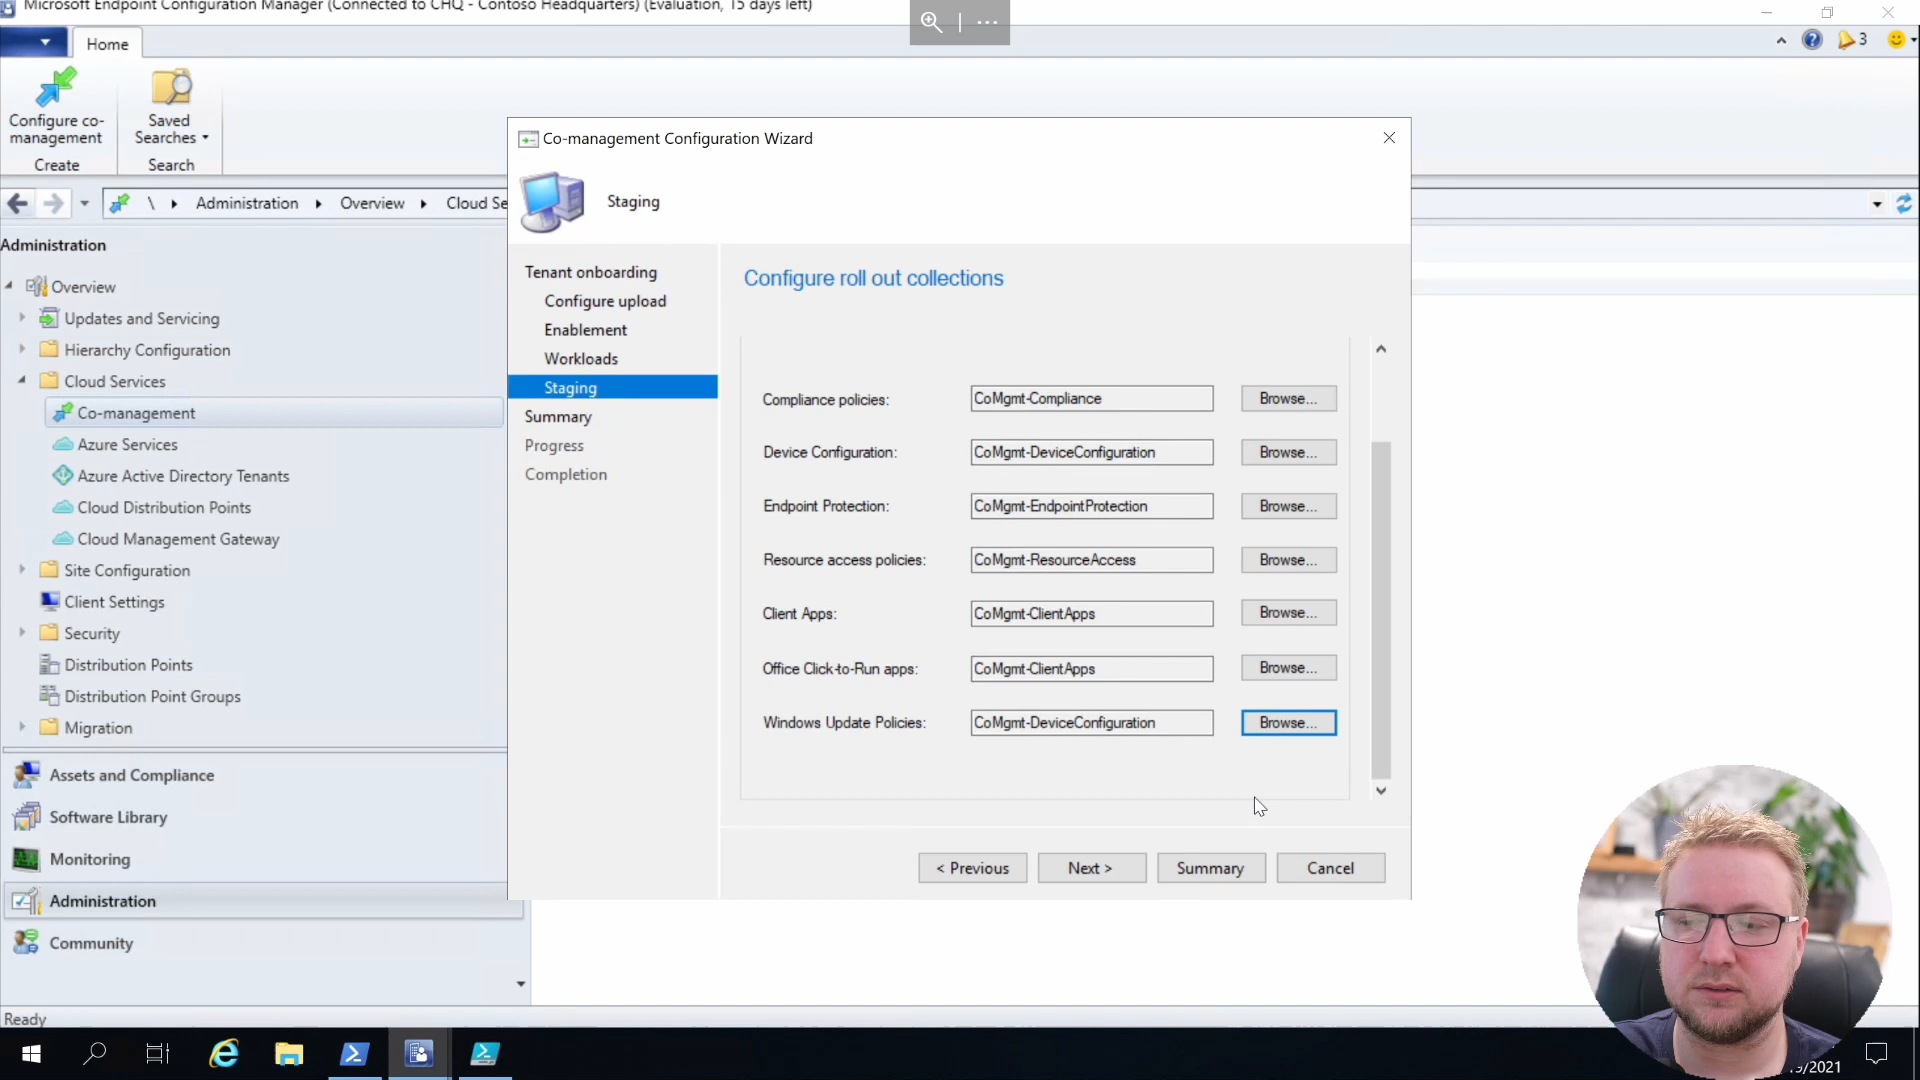 Microsoft Endpoint Configuration Manager (Connected to CHQ - Contoso Headquarters) (Evaluation, 15 days left)
Home
3
Configure co-
management
Create
Saved
Searches
Search
\ Administration Overview Cloud Se
Administration
Overview
Updates and Servicing
Hierarchy Configuration
Cloud Services
Co-management
Azure Services
Azure Active Directory Tenants
Cloud Distribution Points
Cloud Management Gateway
Site Configuration
Client Settings
Security
Distribution Points
Distribution Point Groups
Migration
Assets and Compliance
Software Library
Monitoring
Administration
Community
Ready
Co-management Configuration Wizard
Staging
Tenant onboarding
Configure upload
Enablement
Workloads
Staging
Summary
Progress
Completion
Configure roll out collections
Compliance policies: CoMgmt-Compliance Browse...
Device Configuration: CoMgmt-DeviceConfiguration Browse...
Endpoint Protection: CoMgmt-EndpointProtection Browse...
Resource access policies: CoMgmt-ResourceAccess Browse...
Client Apps: CoMgmt-ClientApps Browse...
Office Click-to-Run apps: CoMgmt-ClientApps Browse...
Windows Update Policies: CoMgmt-DeviceConfiguration Browse...
< Previous Next > Summary Cancel
/2021